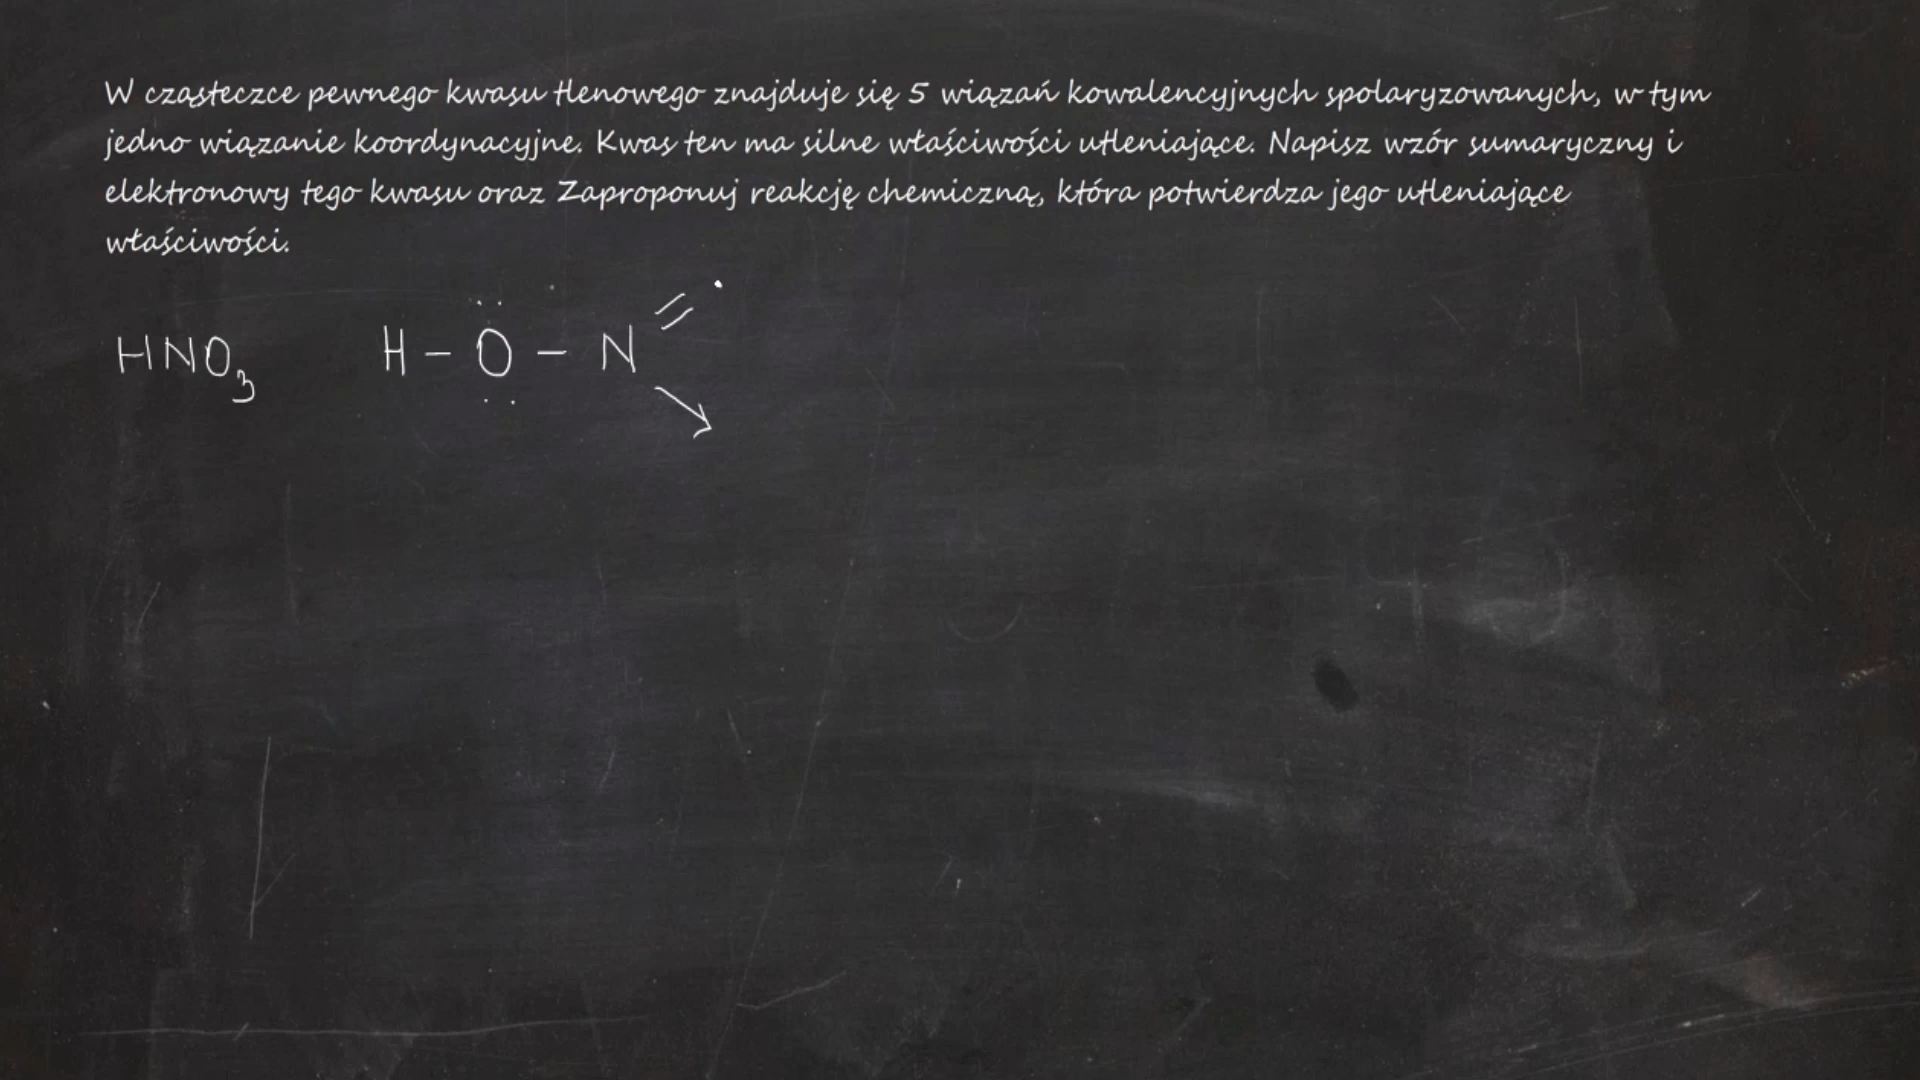 W cząsteczce pewnego kwasu tlenowego znajduje się 5 wiązań kowalencyjnych spolaryzowanych, w tym
jedno wiązanie koordynacyjne. Kwas ten ma silne właściwości utleniające. Napisz wzór sumaryczny i
elektronowy tego kwasu oraz Zaproponuj reakcję chemiczną, która potwierdza jego utleniające
właściwości.
HNO₃ H – O – N